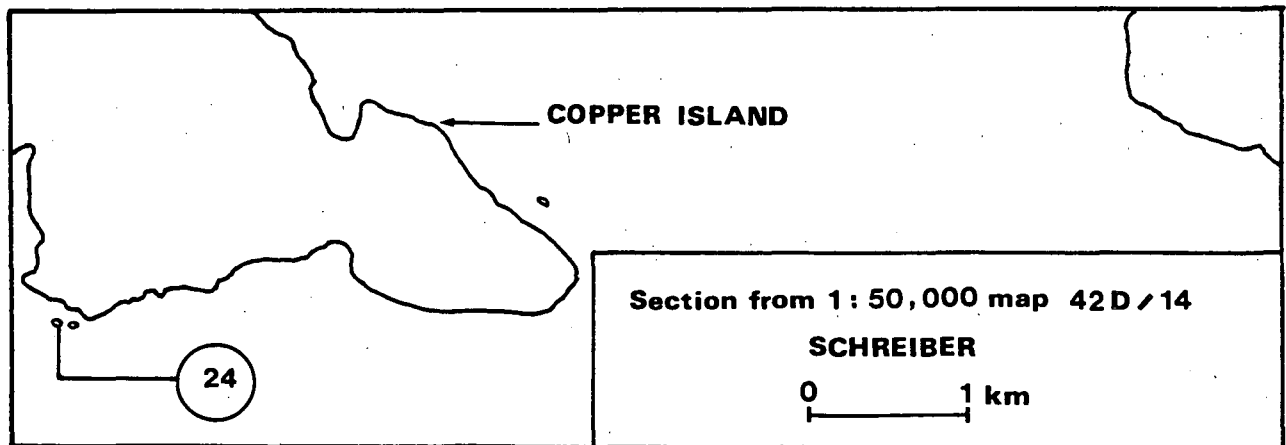 COPPER ISLAND
24
Section from 1 : 50,000 map 42D/14
SCHREIBER
0 1 km